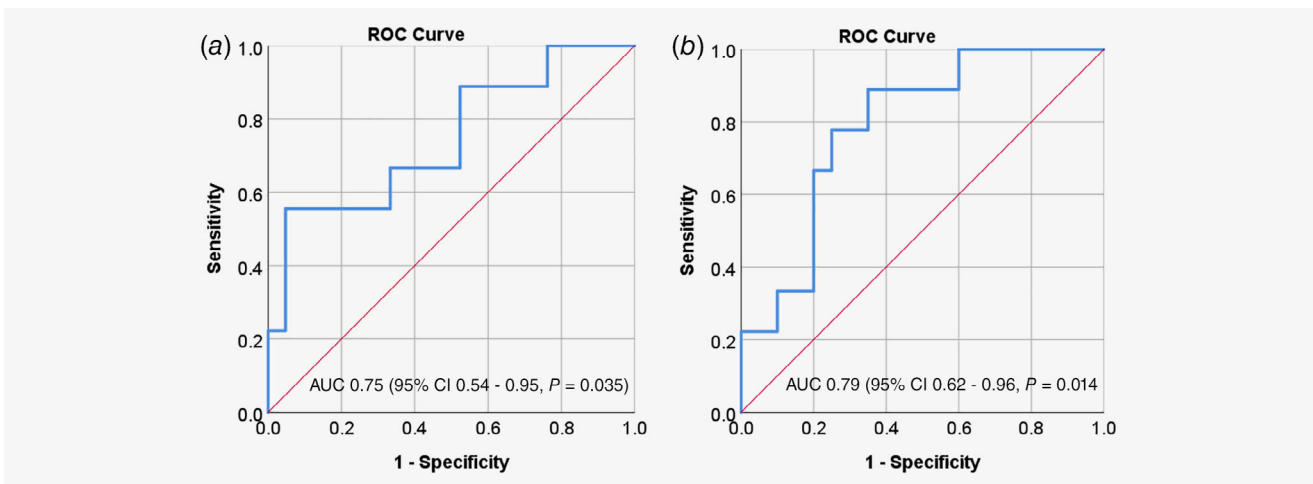 (a)
ROC Curve
1.0
0.8
0.6
0.4
0.2
0.0
Sensitivity
AUC 0.75 (95% CI 0.54 - 0.95, P = 0.035)
0.0 0.2 0.4 0.6 0.8 1.0
1 - Specificity
(b)
ROC Curve
1.0
0.8
0.6
0.4
0.2
0.0
Sensitivity
AUC 0.79 (95% CI 0.62 - 0.96, P = 0.014
0.0 0.2 0.4 0.6 0.8 1.0
1 - Specificity